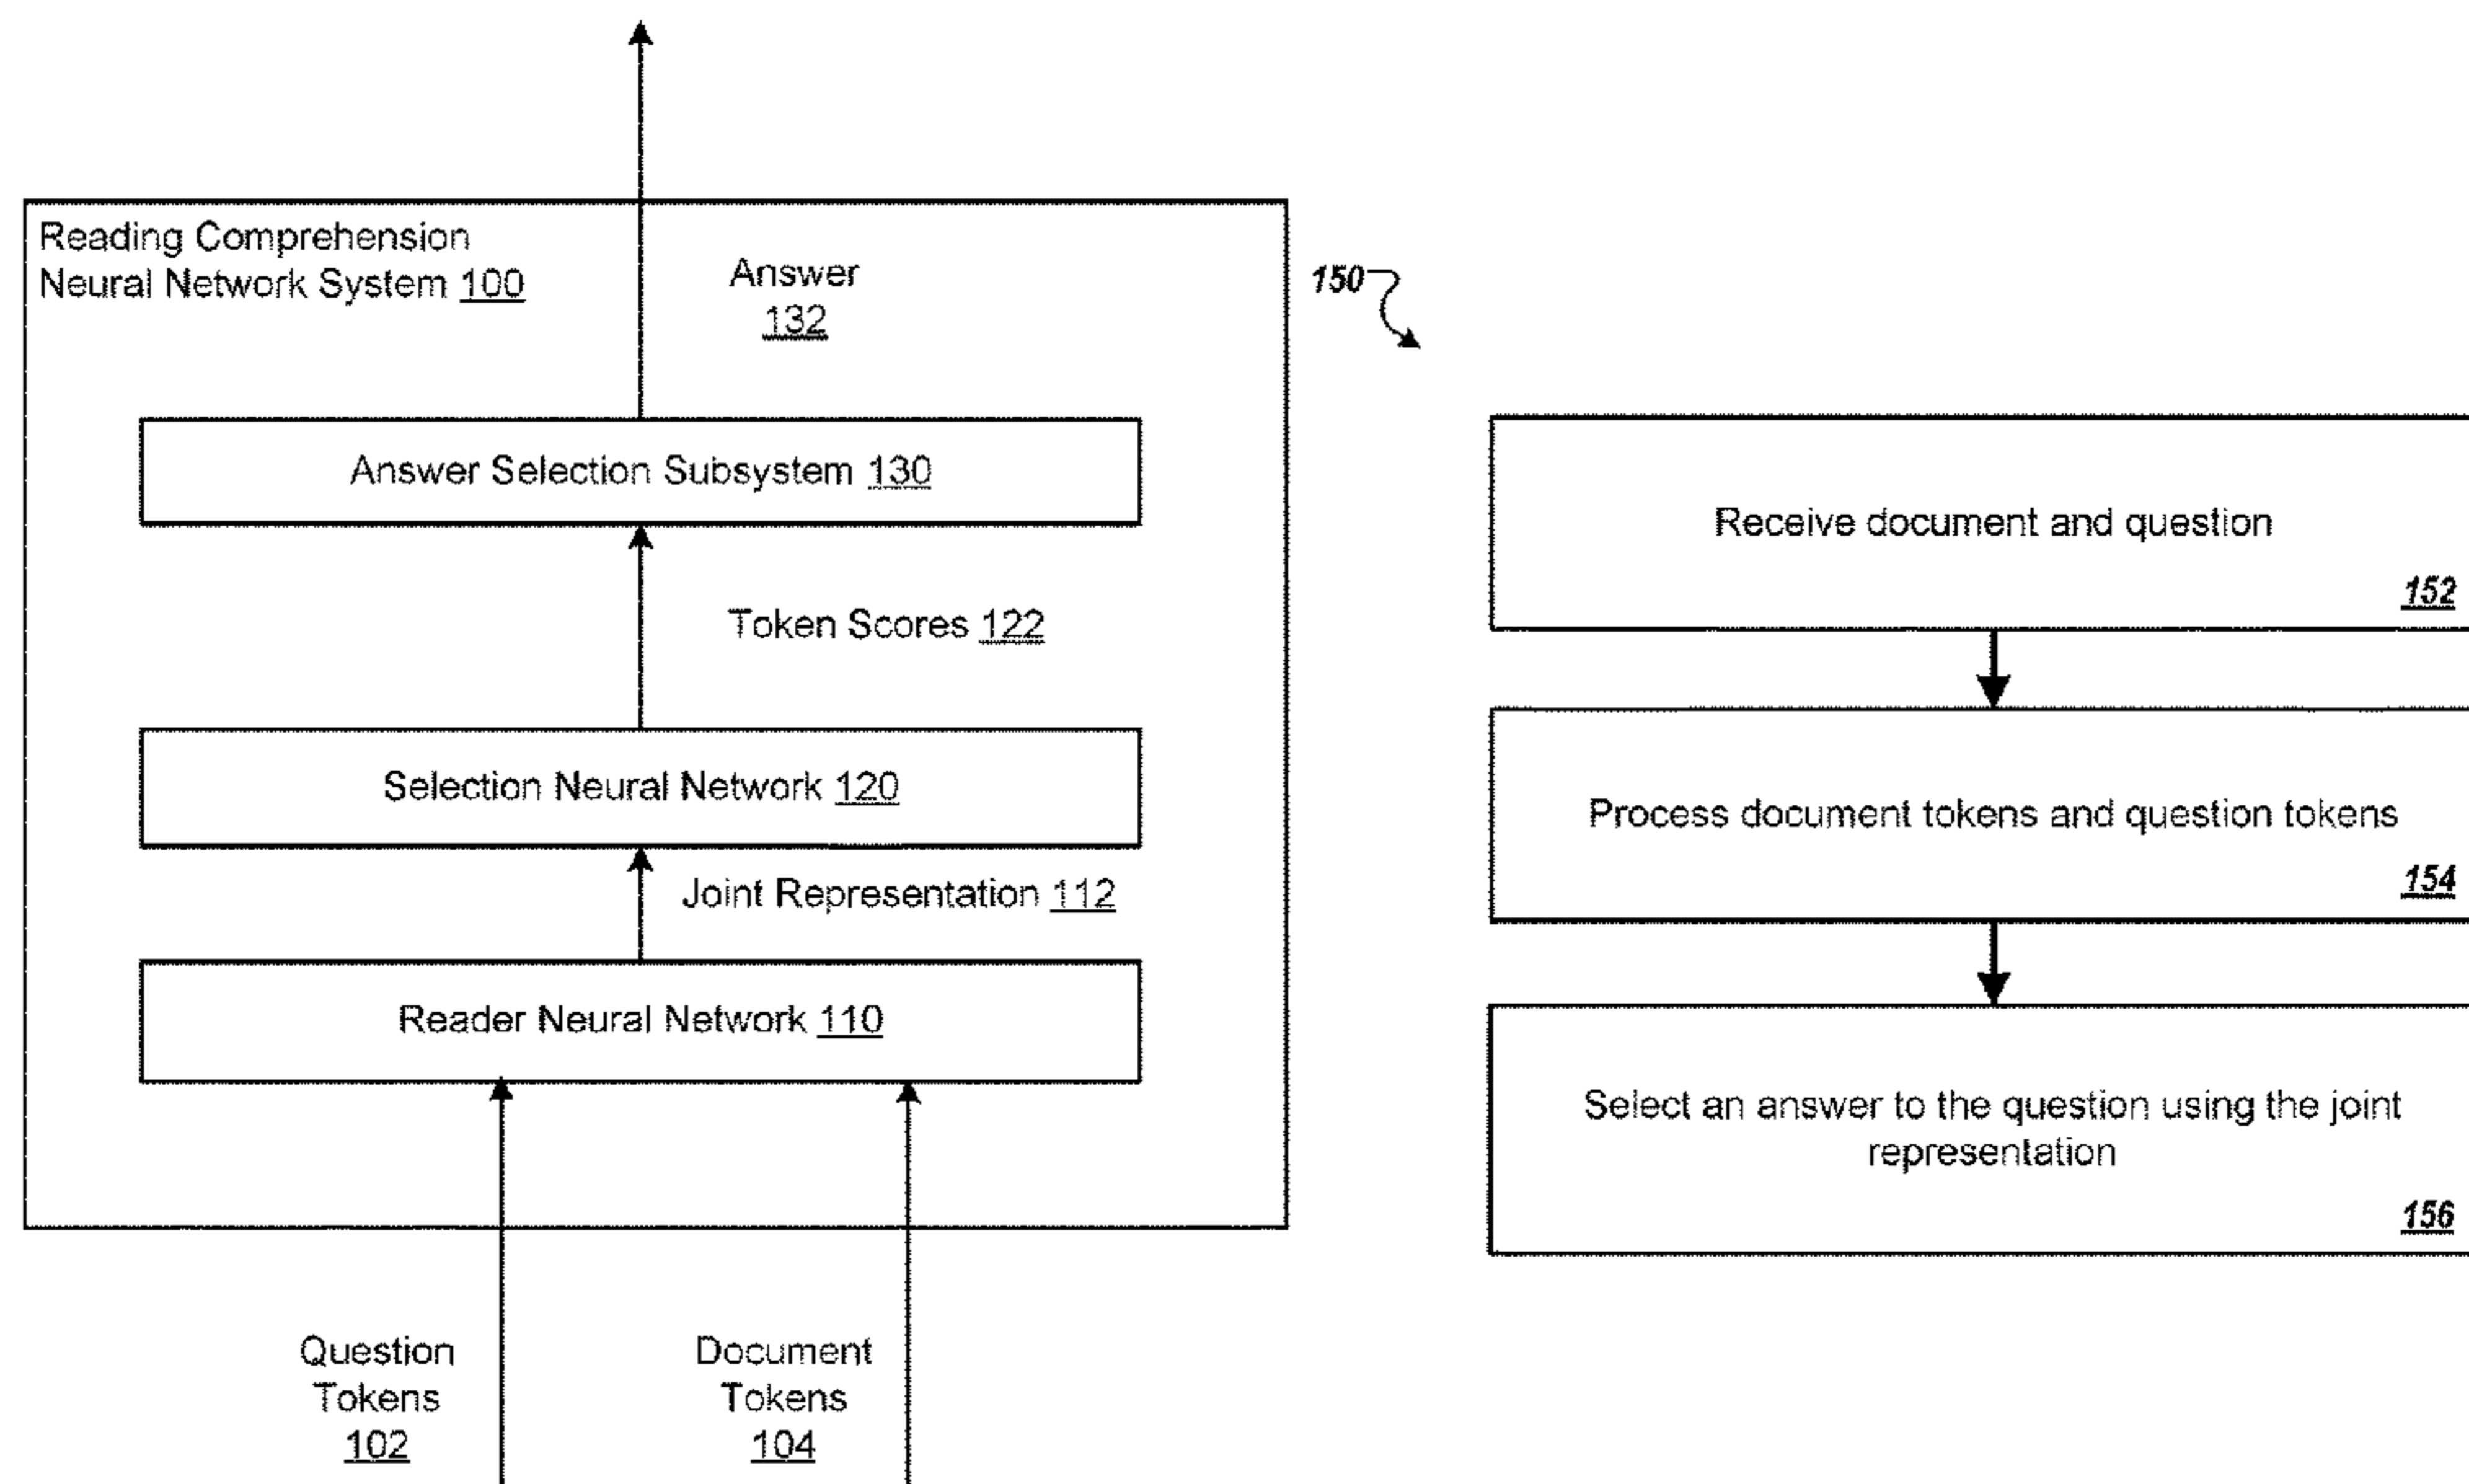 Reading Comprehension
Neural Network System 100
Answer
132
Answer Selection Subsystem 130
Token Scores 122
Selection Neural Network 120
Joint Representation 112
Reader Neural Network 110
Question
Tokens
102
Document
Tokens
104
150
Receive document and question
152
Process document tokens and question tokens
154
Select an answer to the question using the joint
representation
156